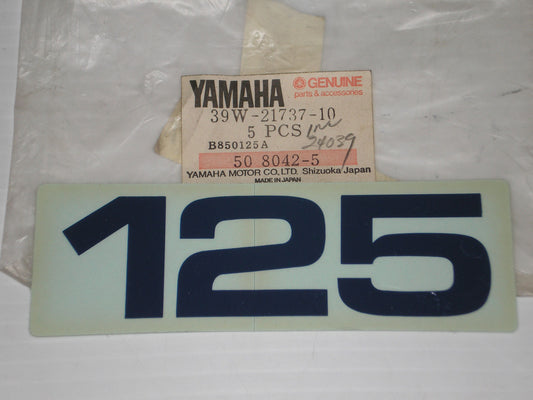 YAMAHA GENUINE
parts & accessories
39W-21737-10
5 PCS
B850125A
24039
50 8042-5
YAMAHA MOTOR CO., LTD. Shizuoka Japan
MADE IN JAPAN
125